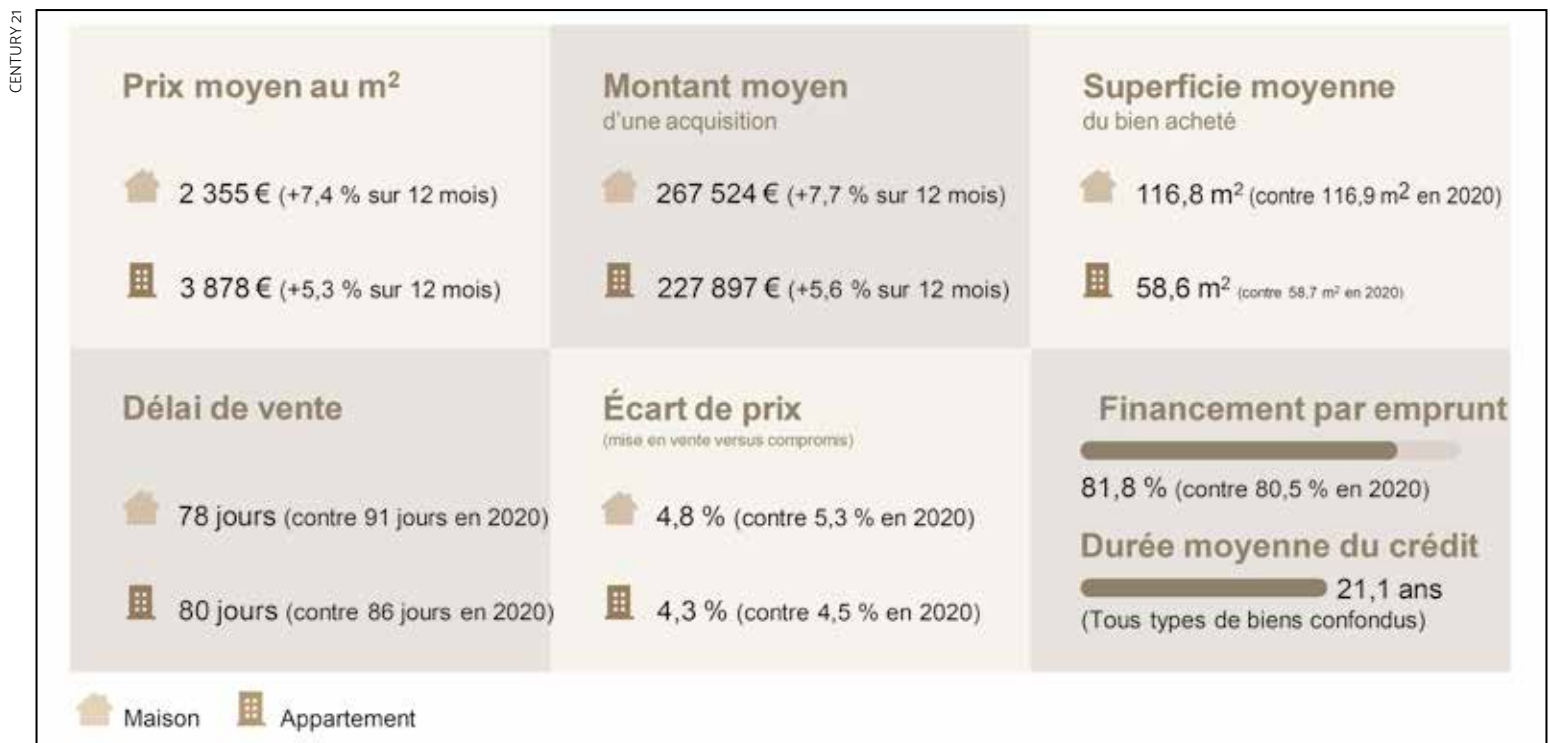 CENTURY 21
Prix moyen au m²
2 355 € (+7,4 % sur 12 mois)
3 878 € (+5,3 % sur 12 mois)
Montant moyen
d'une acquisition
267 524 € (+7,7 % sur 12 mois)
227 897 € (+5,6 % sur 12 mois)
Superficie moyenne
du bien acheté
116,8 m² (contre 116,9 m² en 2020)
58,6 m² (contre 58,7 m² en 2020)
Délai de vente
78 jours (contre 91 jours en 2020)
80 jours (contre 86 jours en 2020)
Écart de prix
(mise en vente versus compromis)
4,8 % (contre 5,3 % en 2020)
4,3 % (contre 4,5 % en 2020)
Financement par emprunt
81,8 % (contre 80,5 % en 2020)
Durée moyenne du crédit
21,1 ans
(Tous types de biens confondus)
Maison
Appartement